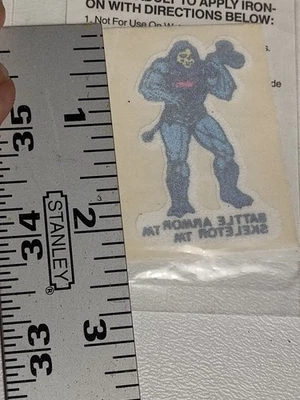 ADULT TO APPLY IRON-
ON WITH DIRECTIONS BELOW:
1. Not For Use On
35
1
34
STANLEY®
2
33
3
BATTLE ARMOR TM
SKELETOR TM